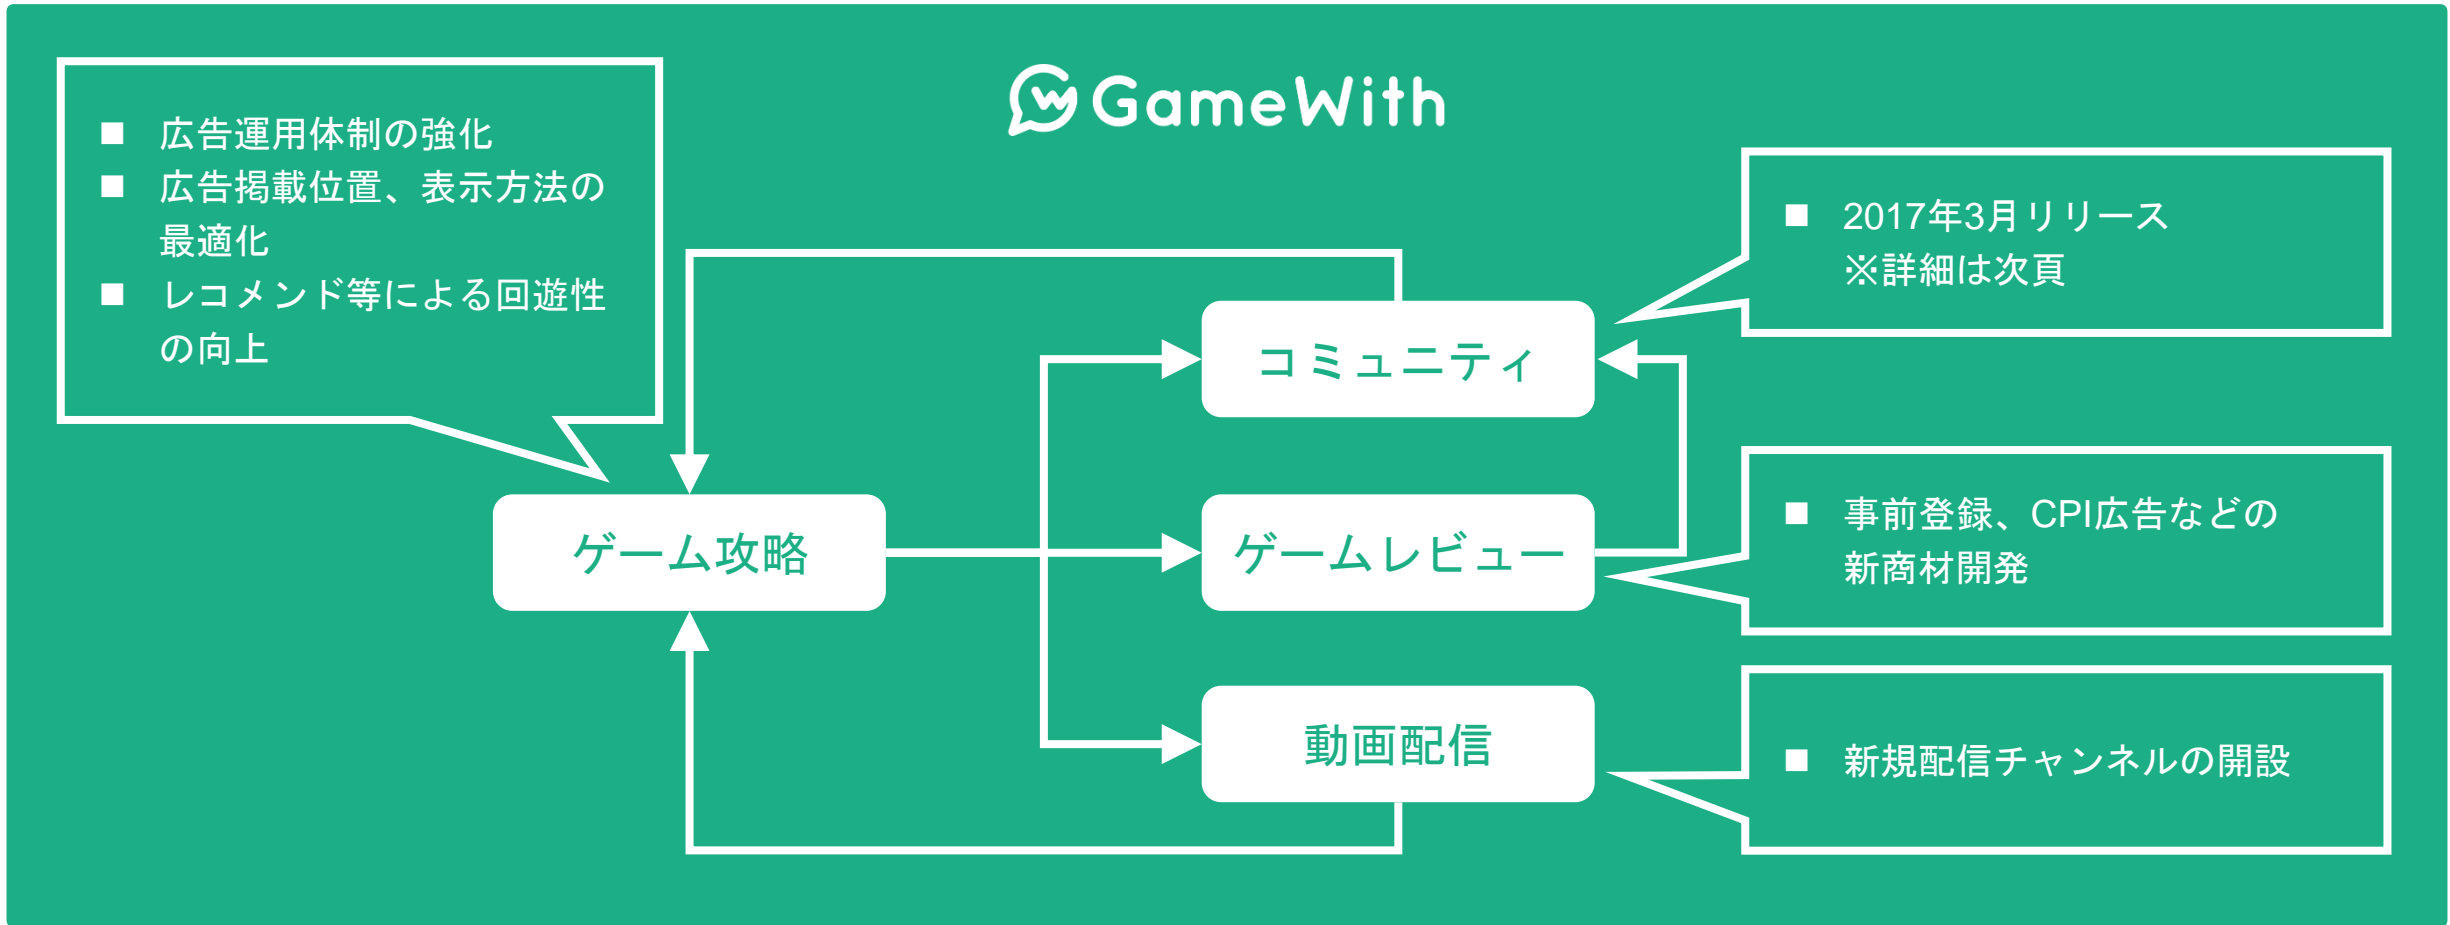 GameWith
■ 広告運用体制の強化
■ 広告掲載位置、表示方法の
最適化
■ レコメンド等による回遊性
の向上
■ 2017年3月リリース
※詳細は次頁
コミュニティ
ゲーム攻略
ゲームレビュー
■ 事前登録、CPI広告などの
新商材開発
動画配信
■ 新規配信チャンネルの開設